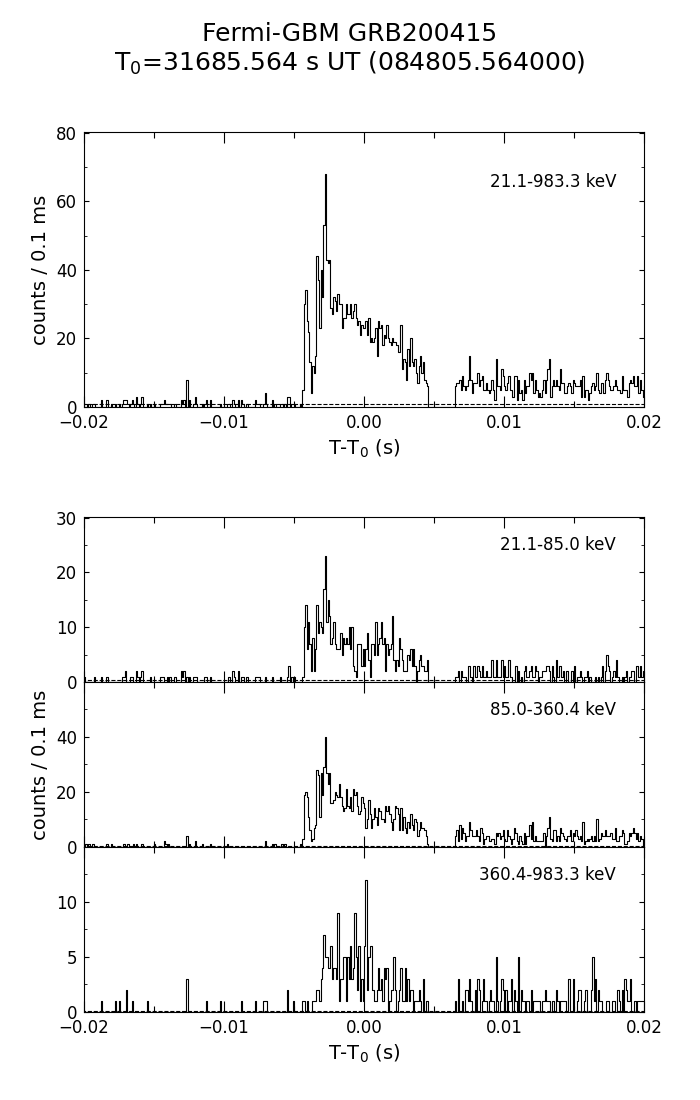 Fermi-GBM GRB200415
T₀=31685.564 s UT (084805.564000)
80
60
40
20
0
counts / 0.1 ms
21.1-983.3 keV
−0.02 −0.01 0.00 0.01 0.02
T-T₀ (s)
30
20
10
0
21.1-85.0 keV
counts / 0.1 ms
40
20
0
85.0-360.4 keV
10
5
0
360.4-983.3 keV
−0.02 −0.01 0.00 0.01 0.02
T-T₀ (s)